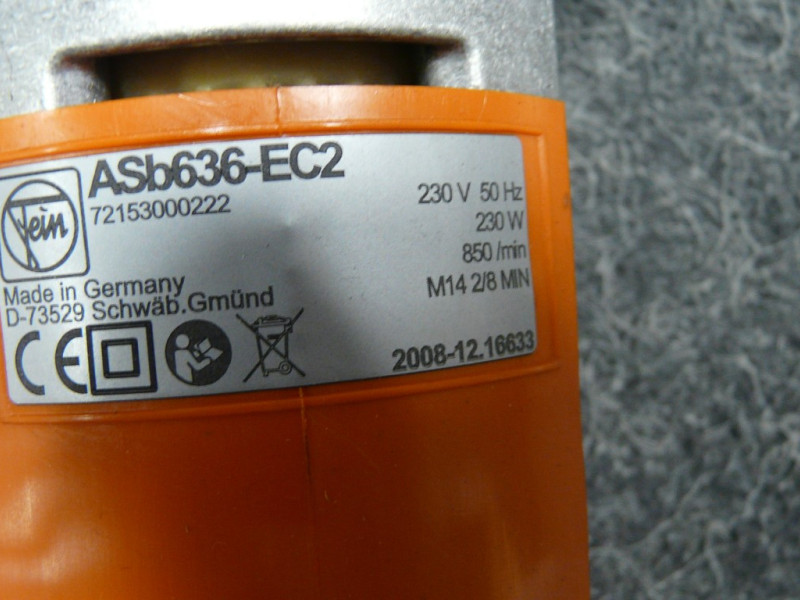 ASb636-EC2
72153000222
Fein
230 V 50 Hz
230 W
850 /min
M14 2/8 MIN
Made in Germany
D-73529 Schwäb.Gmünd
CE
2008-12.16633